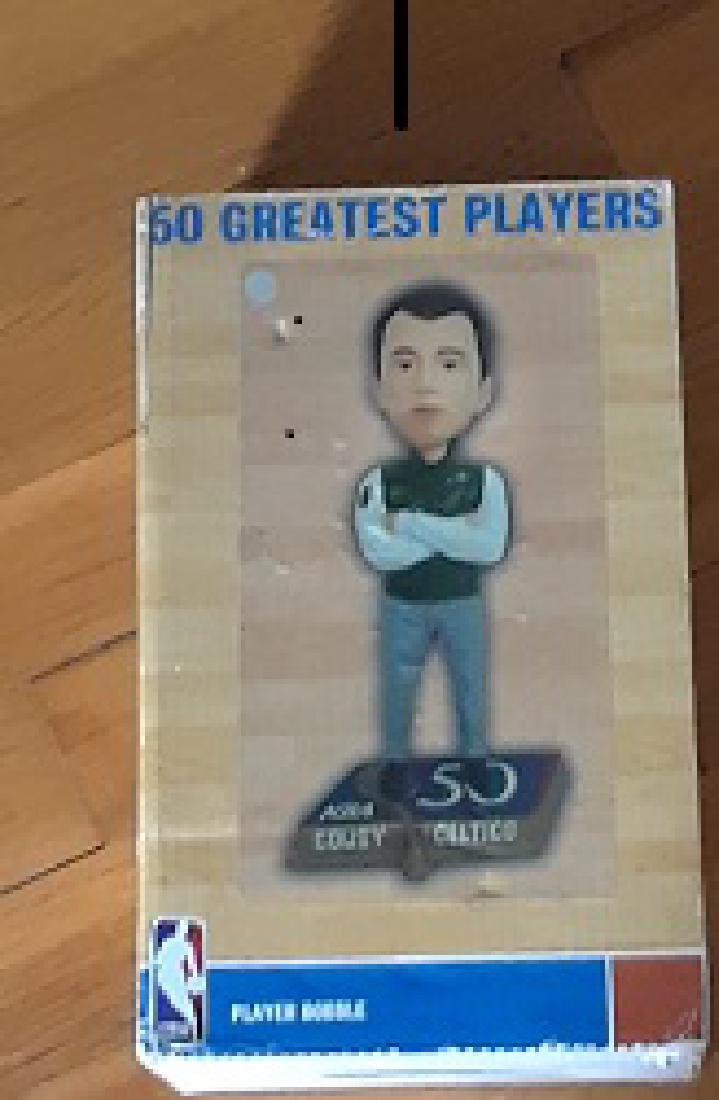 50 GREATEST PLAYERS
50
COUSY CELTICS
PLAYER BOBBLE